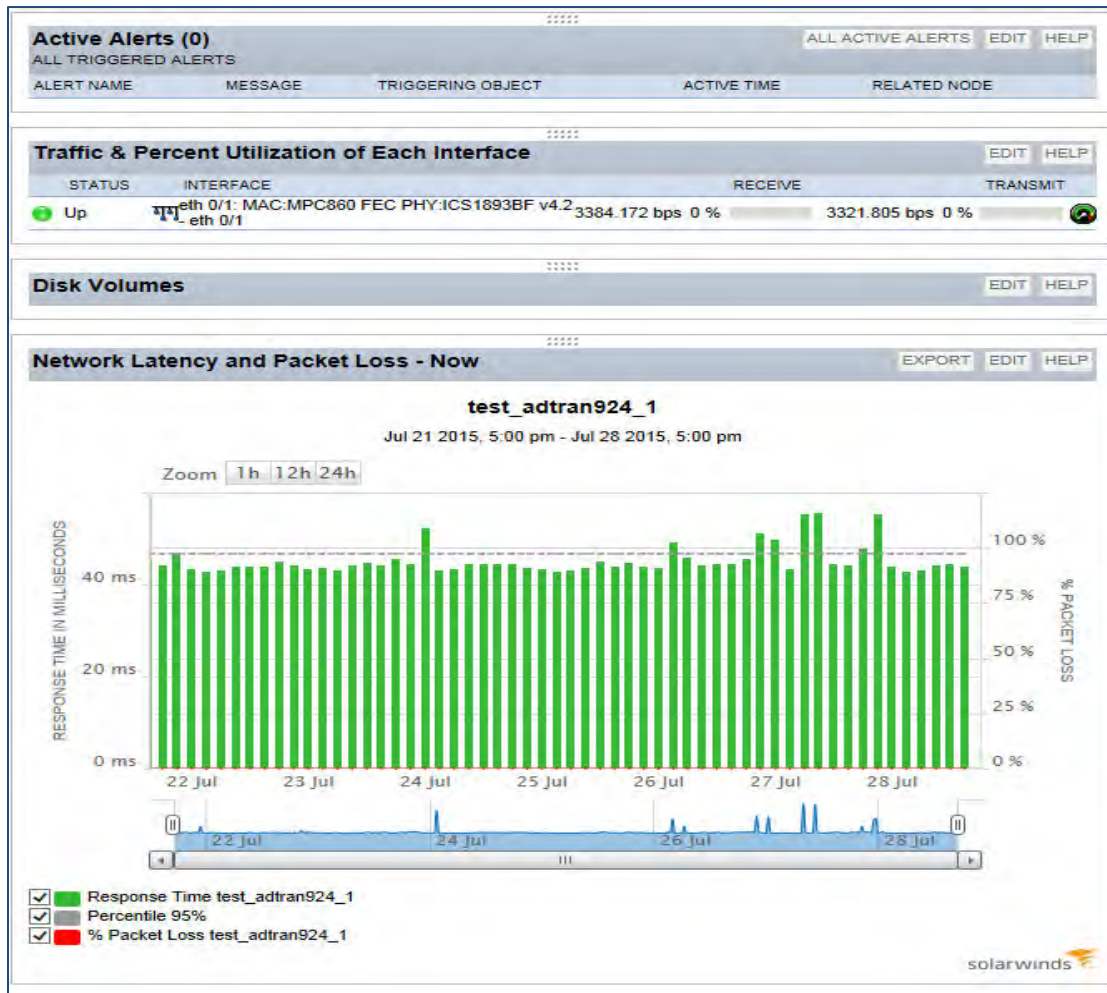 Active Alerts (0)
ALL ACTIVE ALERTS EDIT HELP
ALL TRIGGERED ALERTS
ALERT NAME MESSAGE TRIGGERING OBJECT ACTIVE TIME RELATED NODE
Traffic & Percent Utilization of Each Interface
EDIT HELP
STATUS INTERFACE RECEIVE TRANSMIT
Up eth 0/1: MAC:MPC860 FEC PHY:ICS1893BF v4.2 3384.172 bps 0 % 3321.805 bps 0 %
- eth 0/1
Disk Volumes
EDIT HELP
Network Latency and Packet Loss - Now
EXPORT EDIT HELP
test_adtran924_1
Jul 21 2015, 5:00 pm - Jul 28 2015, 5:00 pm
Zoom 1h 12h 24h
RESPONSE TIME IN MILLISECONDS
40 ms
20 ms
0 ms
100 %
75 %
50 %
25 %
0 %
% PACKET LOSS
22 Jul 23 Jul 24 Jul 25 Jul 26 Jul 27 Jul 28 Jul
22 Jul 24 Jul 26 Jul 28 Jul
Response Time test_adtran924_1
Percentile 95%
% Packet Loss test_adtran924_1
solarwinds